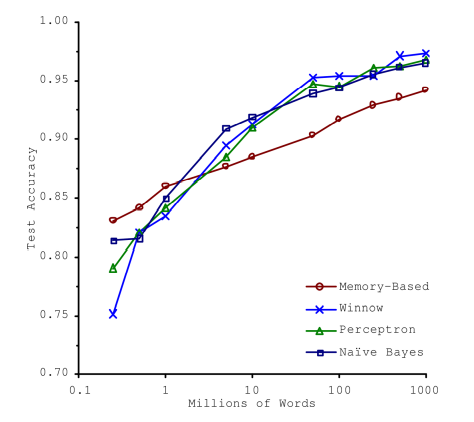 1.00
0.95
0.90
0.85
0.80
0.75
0.70
Test Accuracy
Memory-Based
Winnow
Perceptron
Naïve Bayes
0.1 1 10 100 1000
Millions of Words